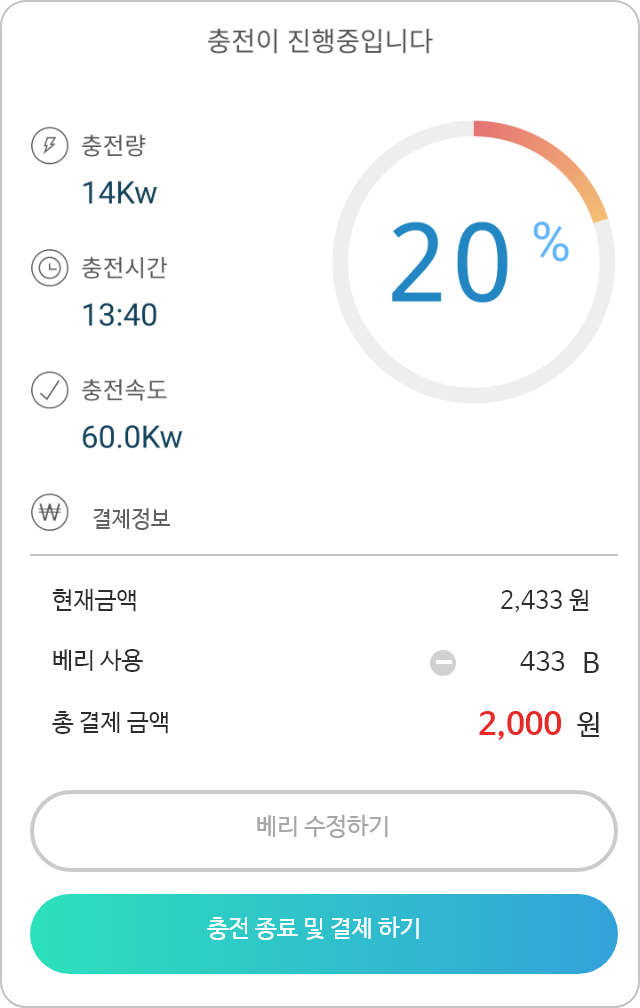 충전이 진행중입니다
충전량
14Kw
충전시간
13:40
충전속도
60.0Kw
20 %
₩ 결제정보
현재금액 2,433 원
베리 사용 433 B
총 결제 금액 2,000 원
베리 수정하기
충전 종료 및 결제 하기